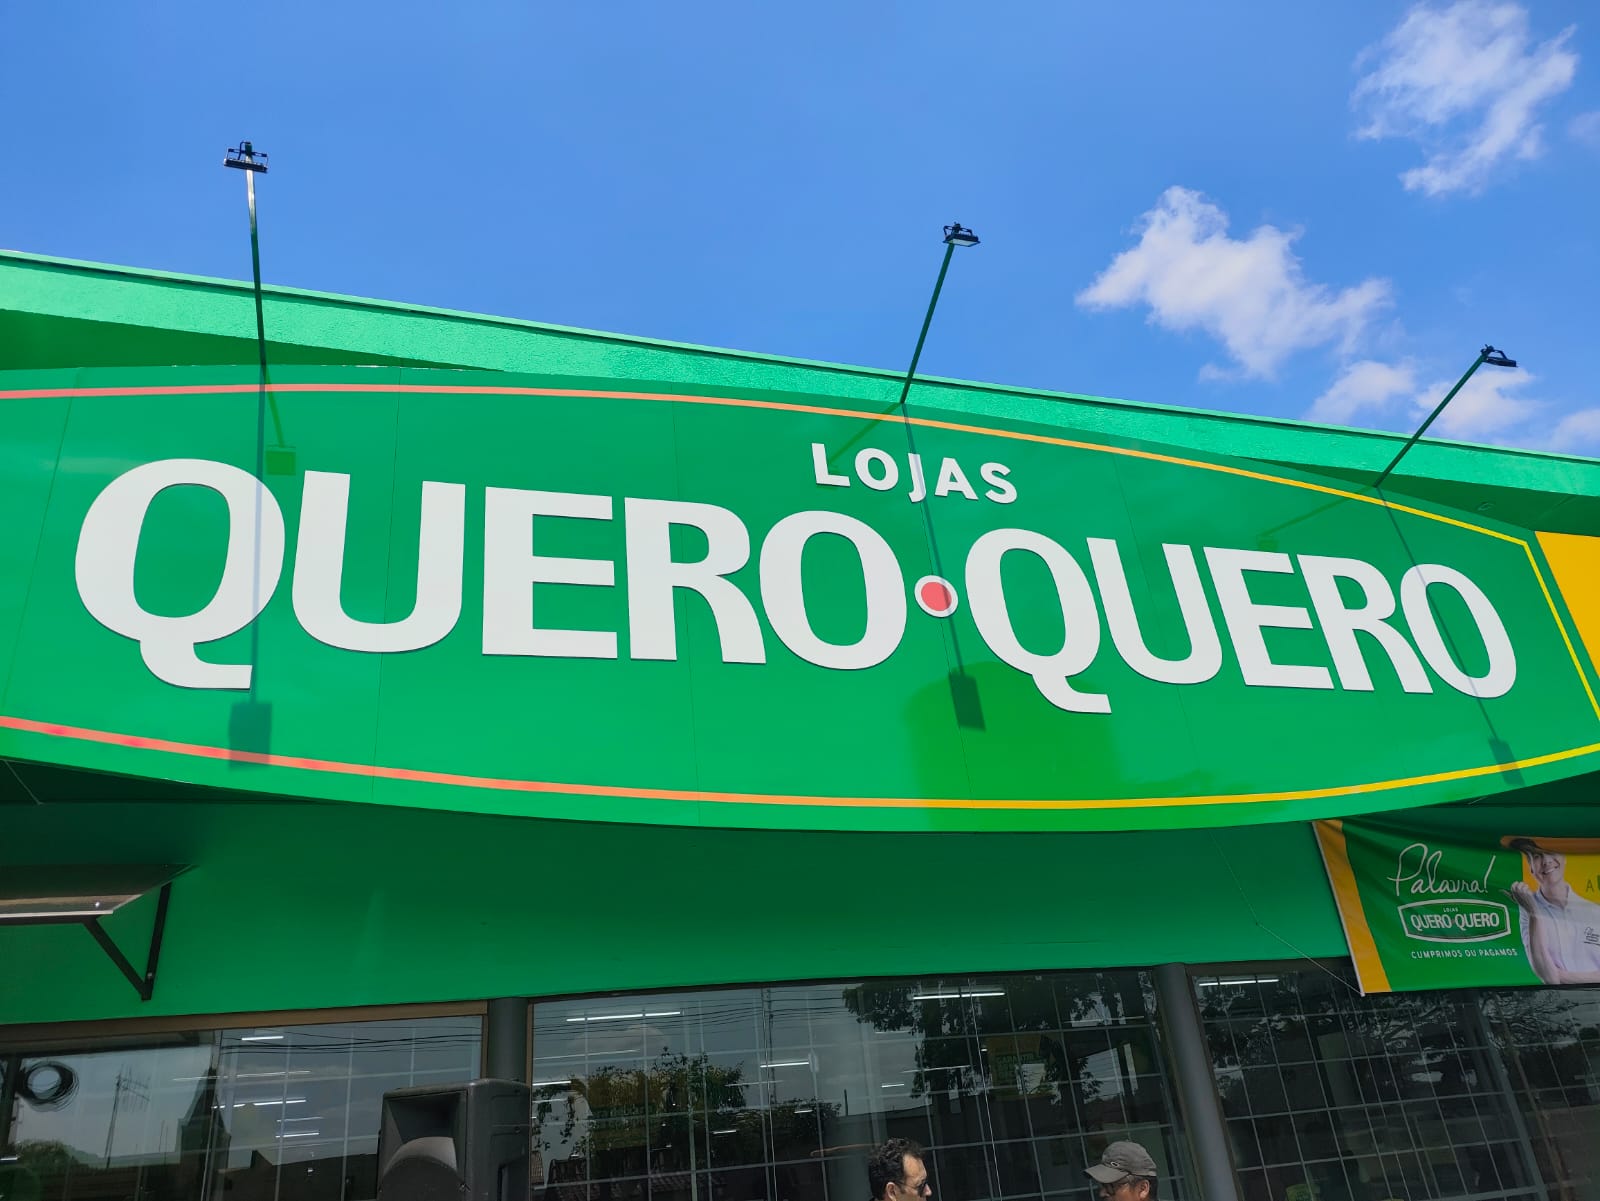 LOJAS
QUERO•QUERO
Palavra!
LOJAS
QUERO QUERO
CUMPRIMOS OU PAGAMOS
A